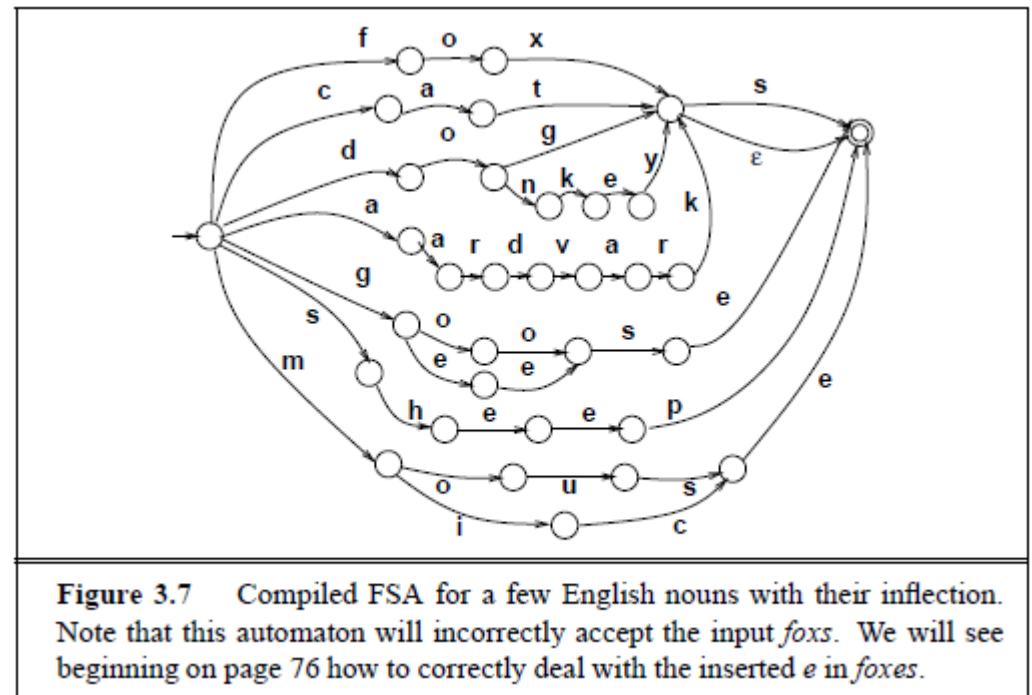 f o x
c a t s
d o g ε
n k e y
a a r d v a r k
g o o s e
e e
s h e e p
m o u s e
i c
Figure 3.7 Compiled FSA for a few English nouns with their inflection.
Note that this automaton will incorrectly accept the input foxs. We will see
beginning on page 76 how to correctly deal with the inserted e in foxes.